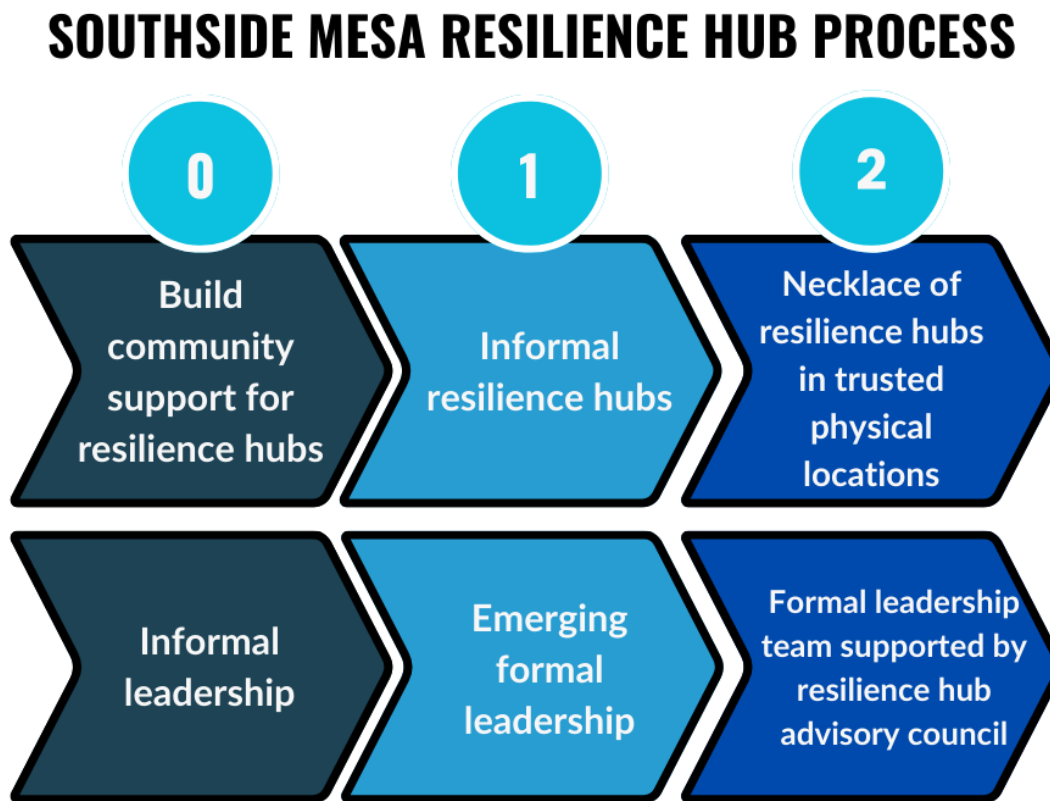 SOUTHSIDE MESA RESILIENCE HUB PROCESS
0
1
2
Build
community
support for
resilience hubs
Informal
resilience hubs
Necklace of
resilience hubs
in trusted
physical
locations
Informal
leadership
Emerging
formal
leadership
Formal leadership
team supported by
resilience hub
advisory council